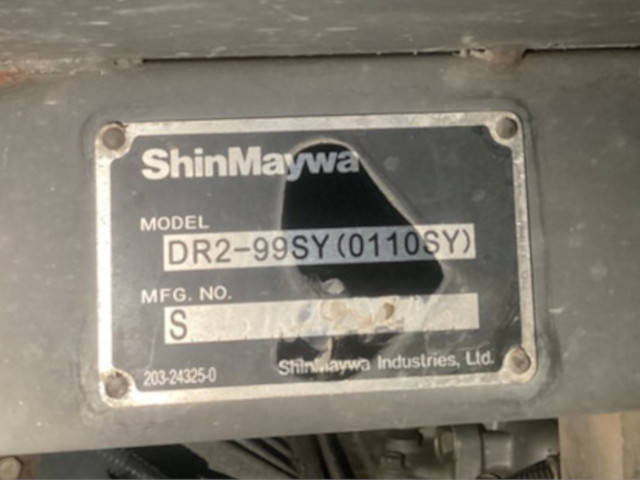 ShinMaywa
MODEL
DR2-99SY(0110SY)
MFG. NO.
S
203-24325-0
ShinMaywa Industries, Ltd.